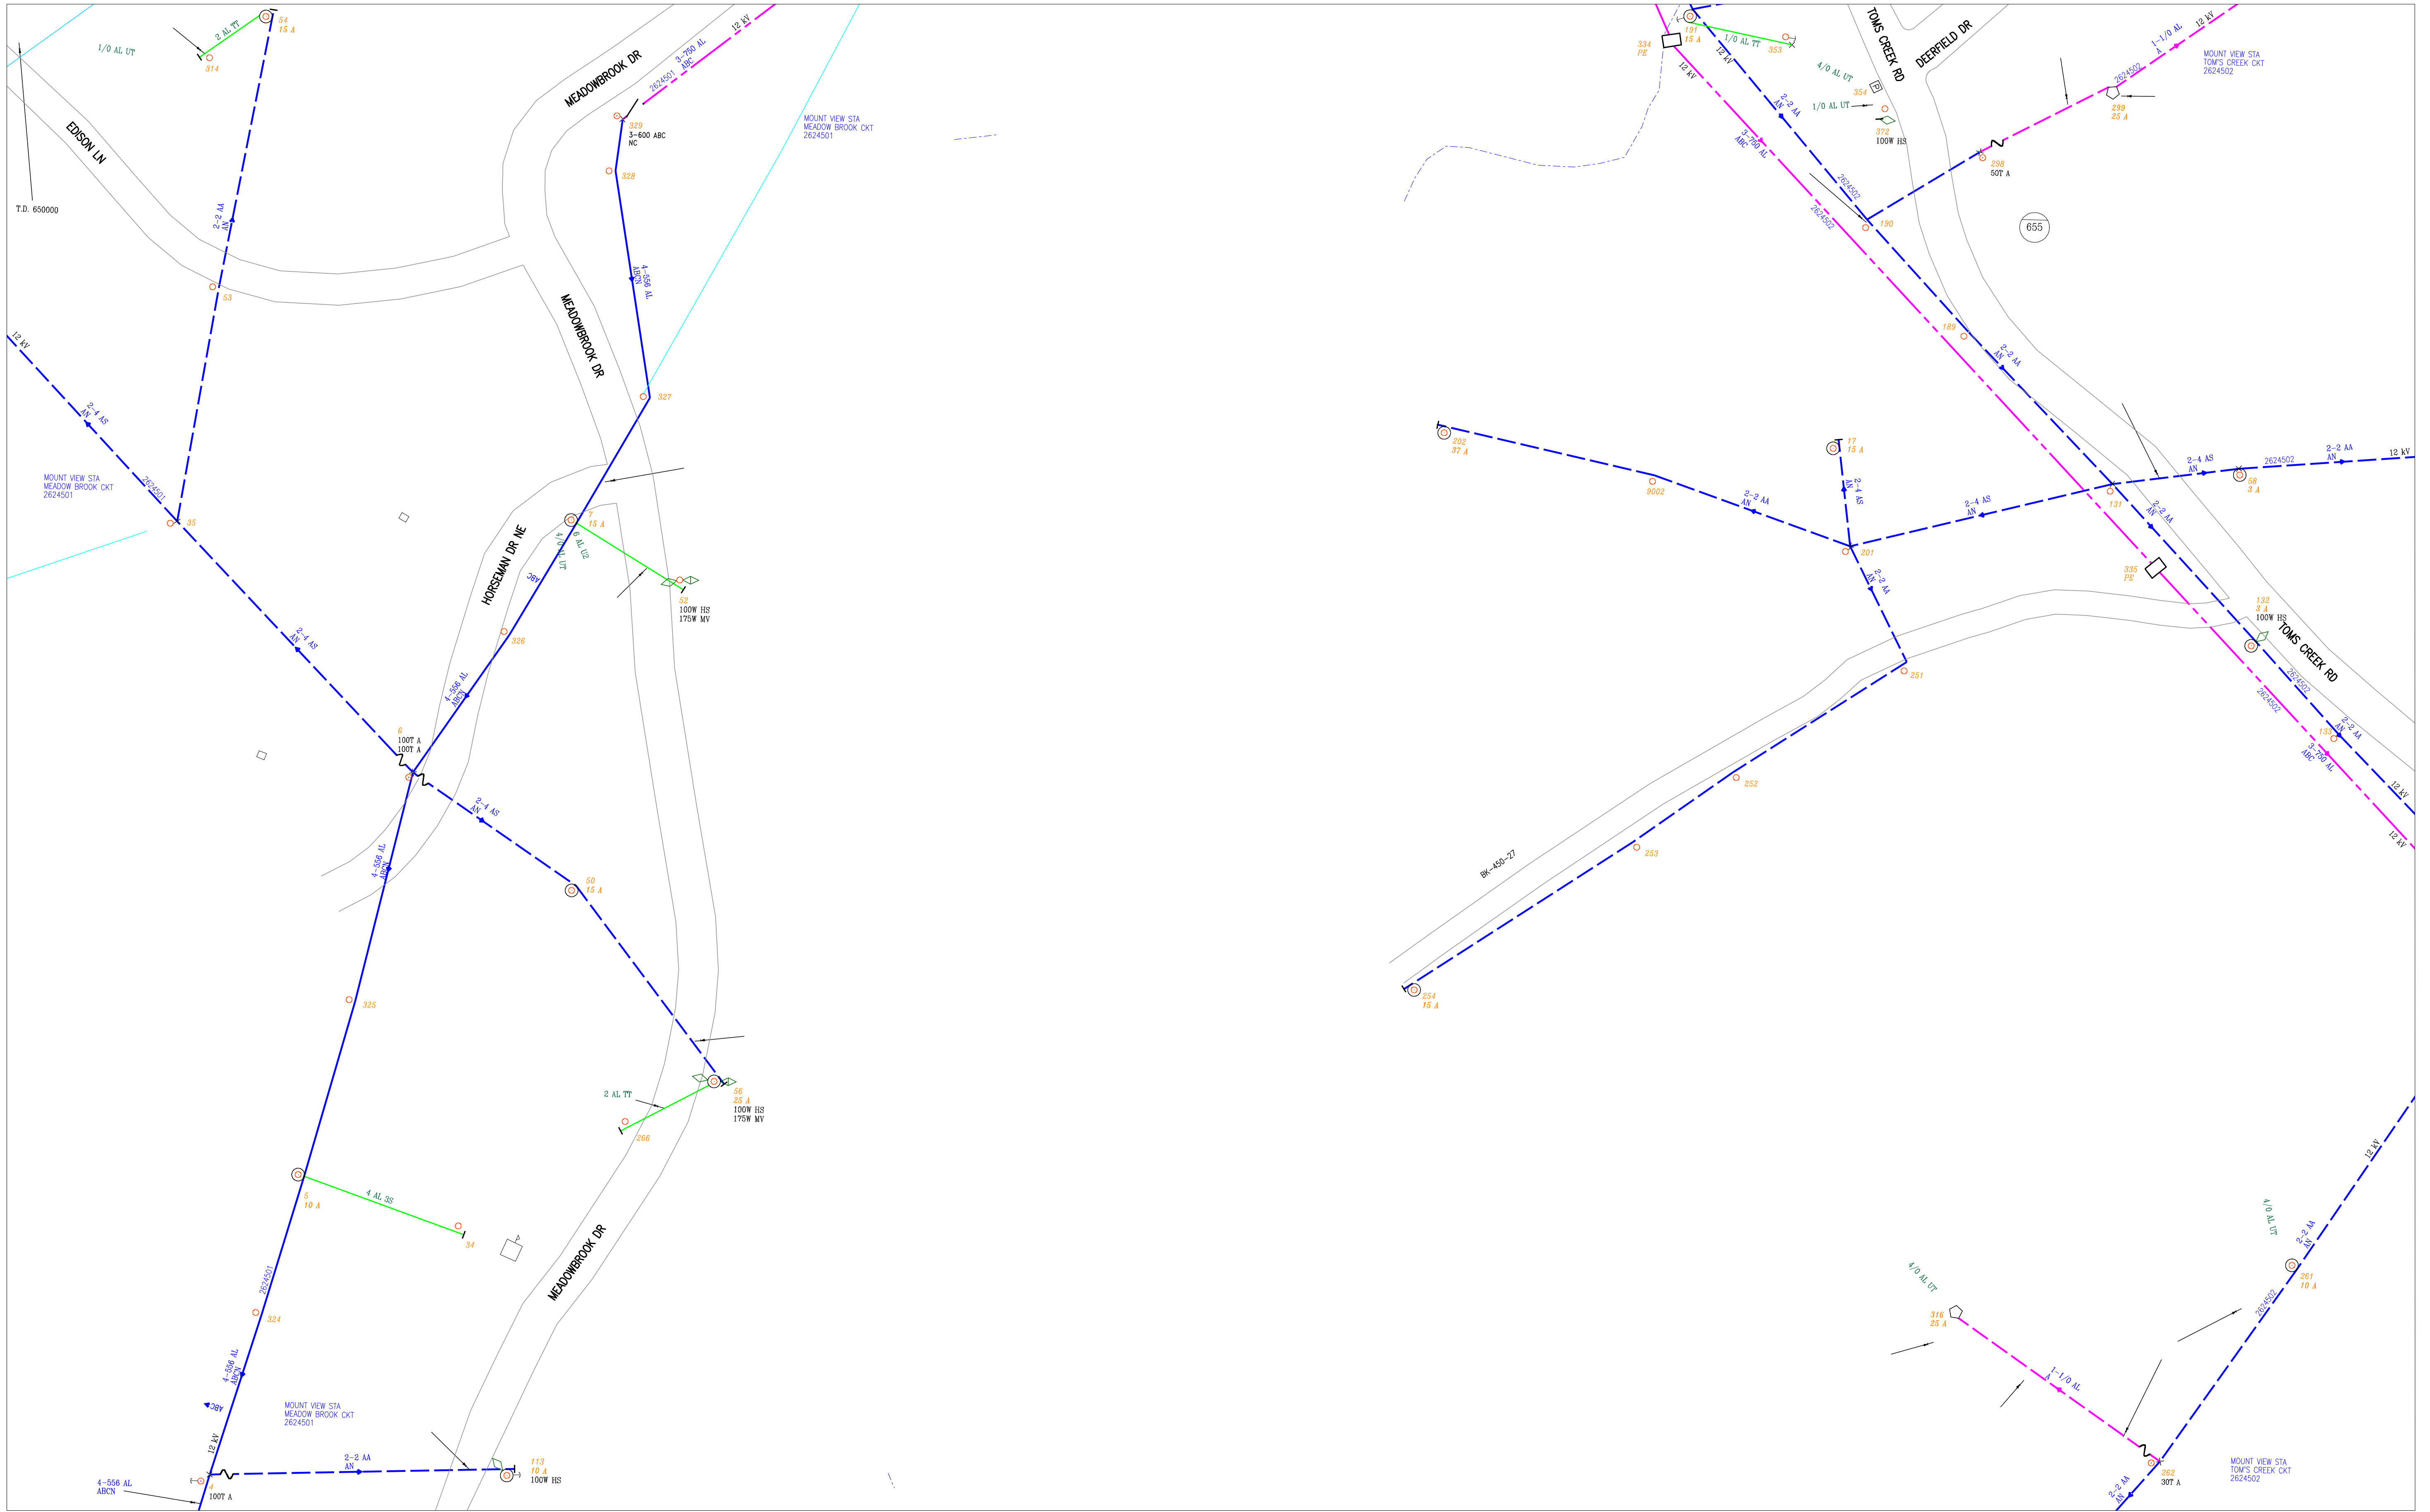 54
15 A
2 AL TT
1/0 AL UT
314
EDISON LN
T.D. 650000
2-2 AA
AN
53
12 kV
2-4 AS
AN
MOUNT VIEW STA
MEADOW BROOK CKT
2624501
2624501
35
2-4 AS
AN
MEADOWBROOK DR
12 kV
3-750 AL
ABC
2624501
329
3-600 ABC
NC
328
MOUNT VIEW STA
MEADOW BROOK CKT
2624501
4-556 AL
ABCN
MEADOWBROOK DR
327
7
15 A
6 AL U2
4/0 AL UT
HORSEMAN DR NE
ABC
52
100W HS
175W MV
326
4-556 AL
ABCN
6
100T A
100T A
2-4 AS
AN
4-556 AL
ABCN
50
15 A
325
56
25 A
100W HS
175W MV
2 AL TT
266
5
10 A
4 AL 3S
34
MEADOWBROOK DR
2624501
324
4-556 AL
ABCN
ABC
MOUNT VIEW STA
MEADOW BROOK CKT
2624501
12 kV
2-2 AA
AN
113
10 A
100W HS
4-556 AL
ABCN
4
100T A
334
PE
191
15 A
1/0 AL TT
353
12 kV
12 kV
2-2 AA
AN
3-750 AL
ABC
TOMS CREEK RD
DEERFIELD DR
4/0 AL UT
354
P
1/0 AL UT
372
100W HS
12 kV
1-1/0 AL
A
2624502
MOUNT VIEW STA
TOM'S CREEK CKT
2624502
299
25 A
298
50T A
2624502
2624502
190
655
189
2-2 AA
AN
202
37 A
17
15 A
2-4 AS
AN
9002
2-2 AA
AN
2-4 AS
AN
201
2-4 AS
AN
2624502
2-2 AA
AN
12 kV
58
3 A
131
2-2 AA
AN
335
PE
2-2 AA
AN
132
3 A
100W HS
TOMS CREEK RD
251
2624502
2624502
133
2-2 AA
AN
3-750 AL
ABC
12 kV
12 kV
252
253
BK-450-27
254
15 A
12 kV
4/0 AL UT
2-2 AA
AN
4/0 AL UT
261
10 A
2624502
316
25 A
1-1/0 AL
A
262
30T A
2-2 AA
AN
MOUNT VIEW STA
TOM'S CREEK CKT
2624502